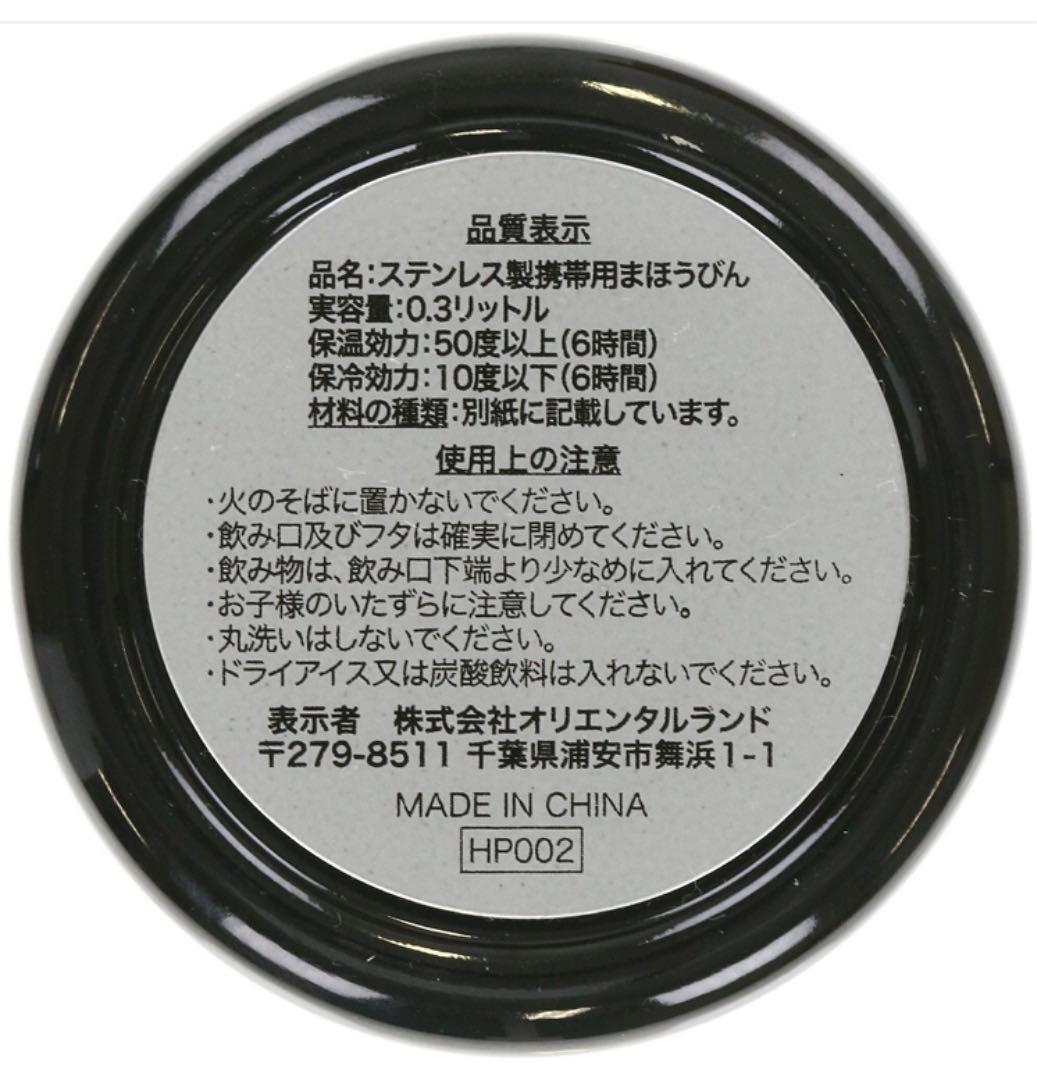 品質表示
品名:ステンレス製携帯用まほうびん
実容量:0.3リットル
保温効力:50度以上(6時間)
保冷効力:10度以下(6時間)
材料の種類:別紙に記載しています。
使用上の注意
・火のそばに置かないでください。
・飲み口及びフタは確実に閉めてください。
・飲み物は、飲み口下端より少なめに入れてください。
・お子様のいたずらに注意してください。
・丸洗いはしないでください。
・ドライアイス又は炭酸飲料は入れないでください。
表示者 株式会社オリエンタルランド
〒279-8511 千葉県浦安市舞浜1-1
MADE IN CHINA
HP002